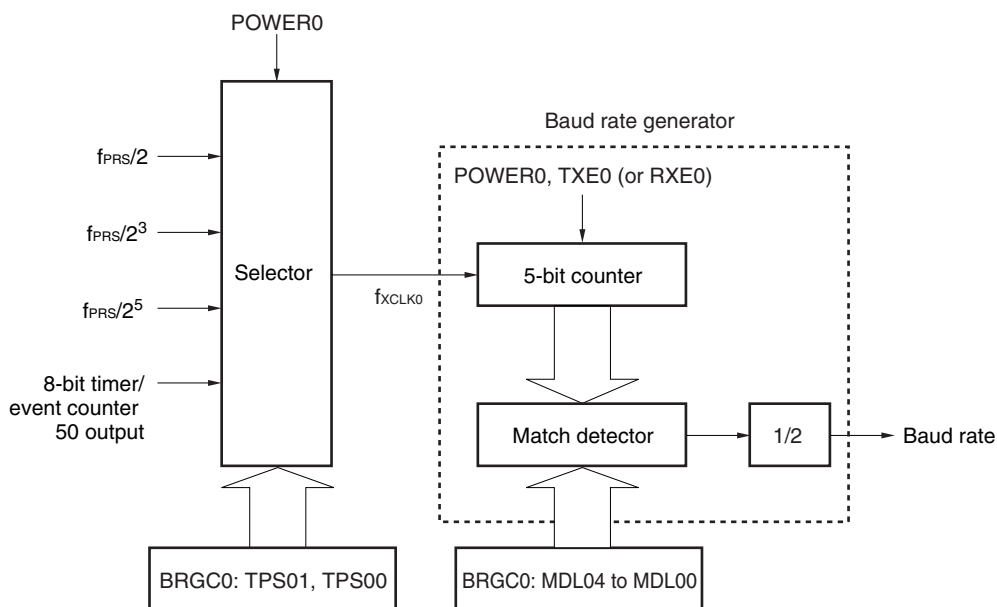 POWER0
Baud rate generator
fPRS/2
POWER0, TXE0 (or RXE0)
fPRS/2³
Selector
5-bit counter
fXCLK0
fPRS/2⁵
8-bit timer/
event counter
50 output
Match detector
1/2
Baud rate
BRGC0: TPS01, TPS00
BRGC0: MDL04 to MDL00